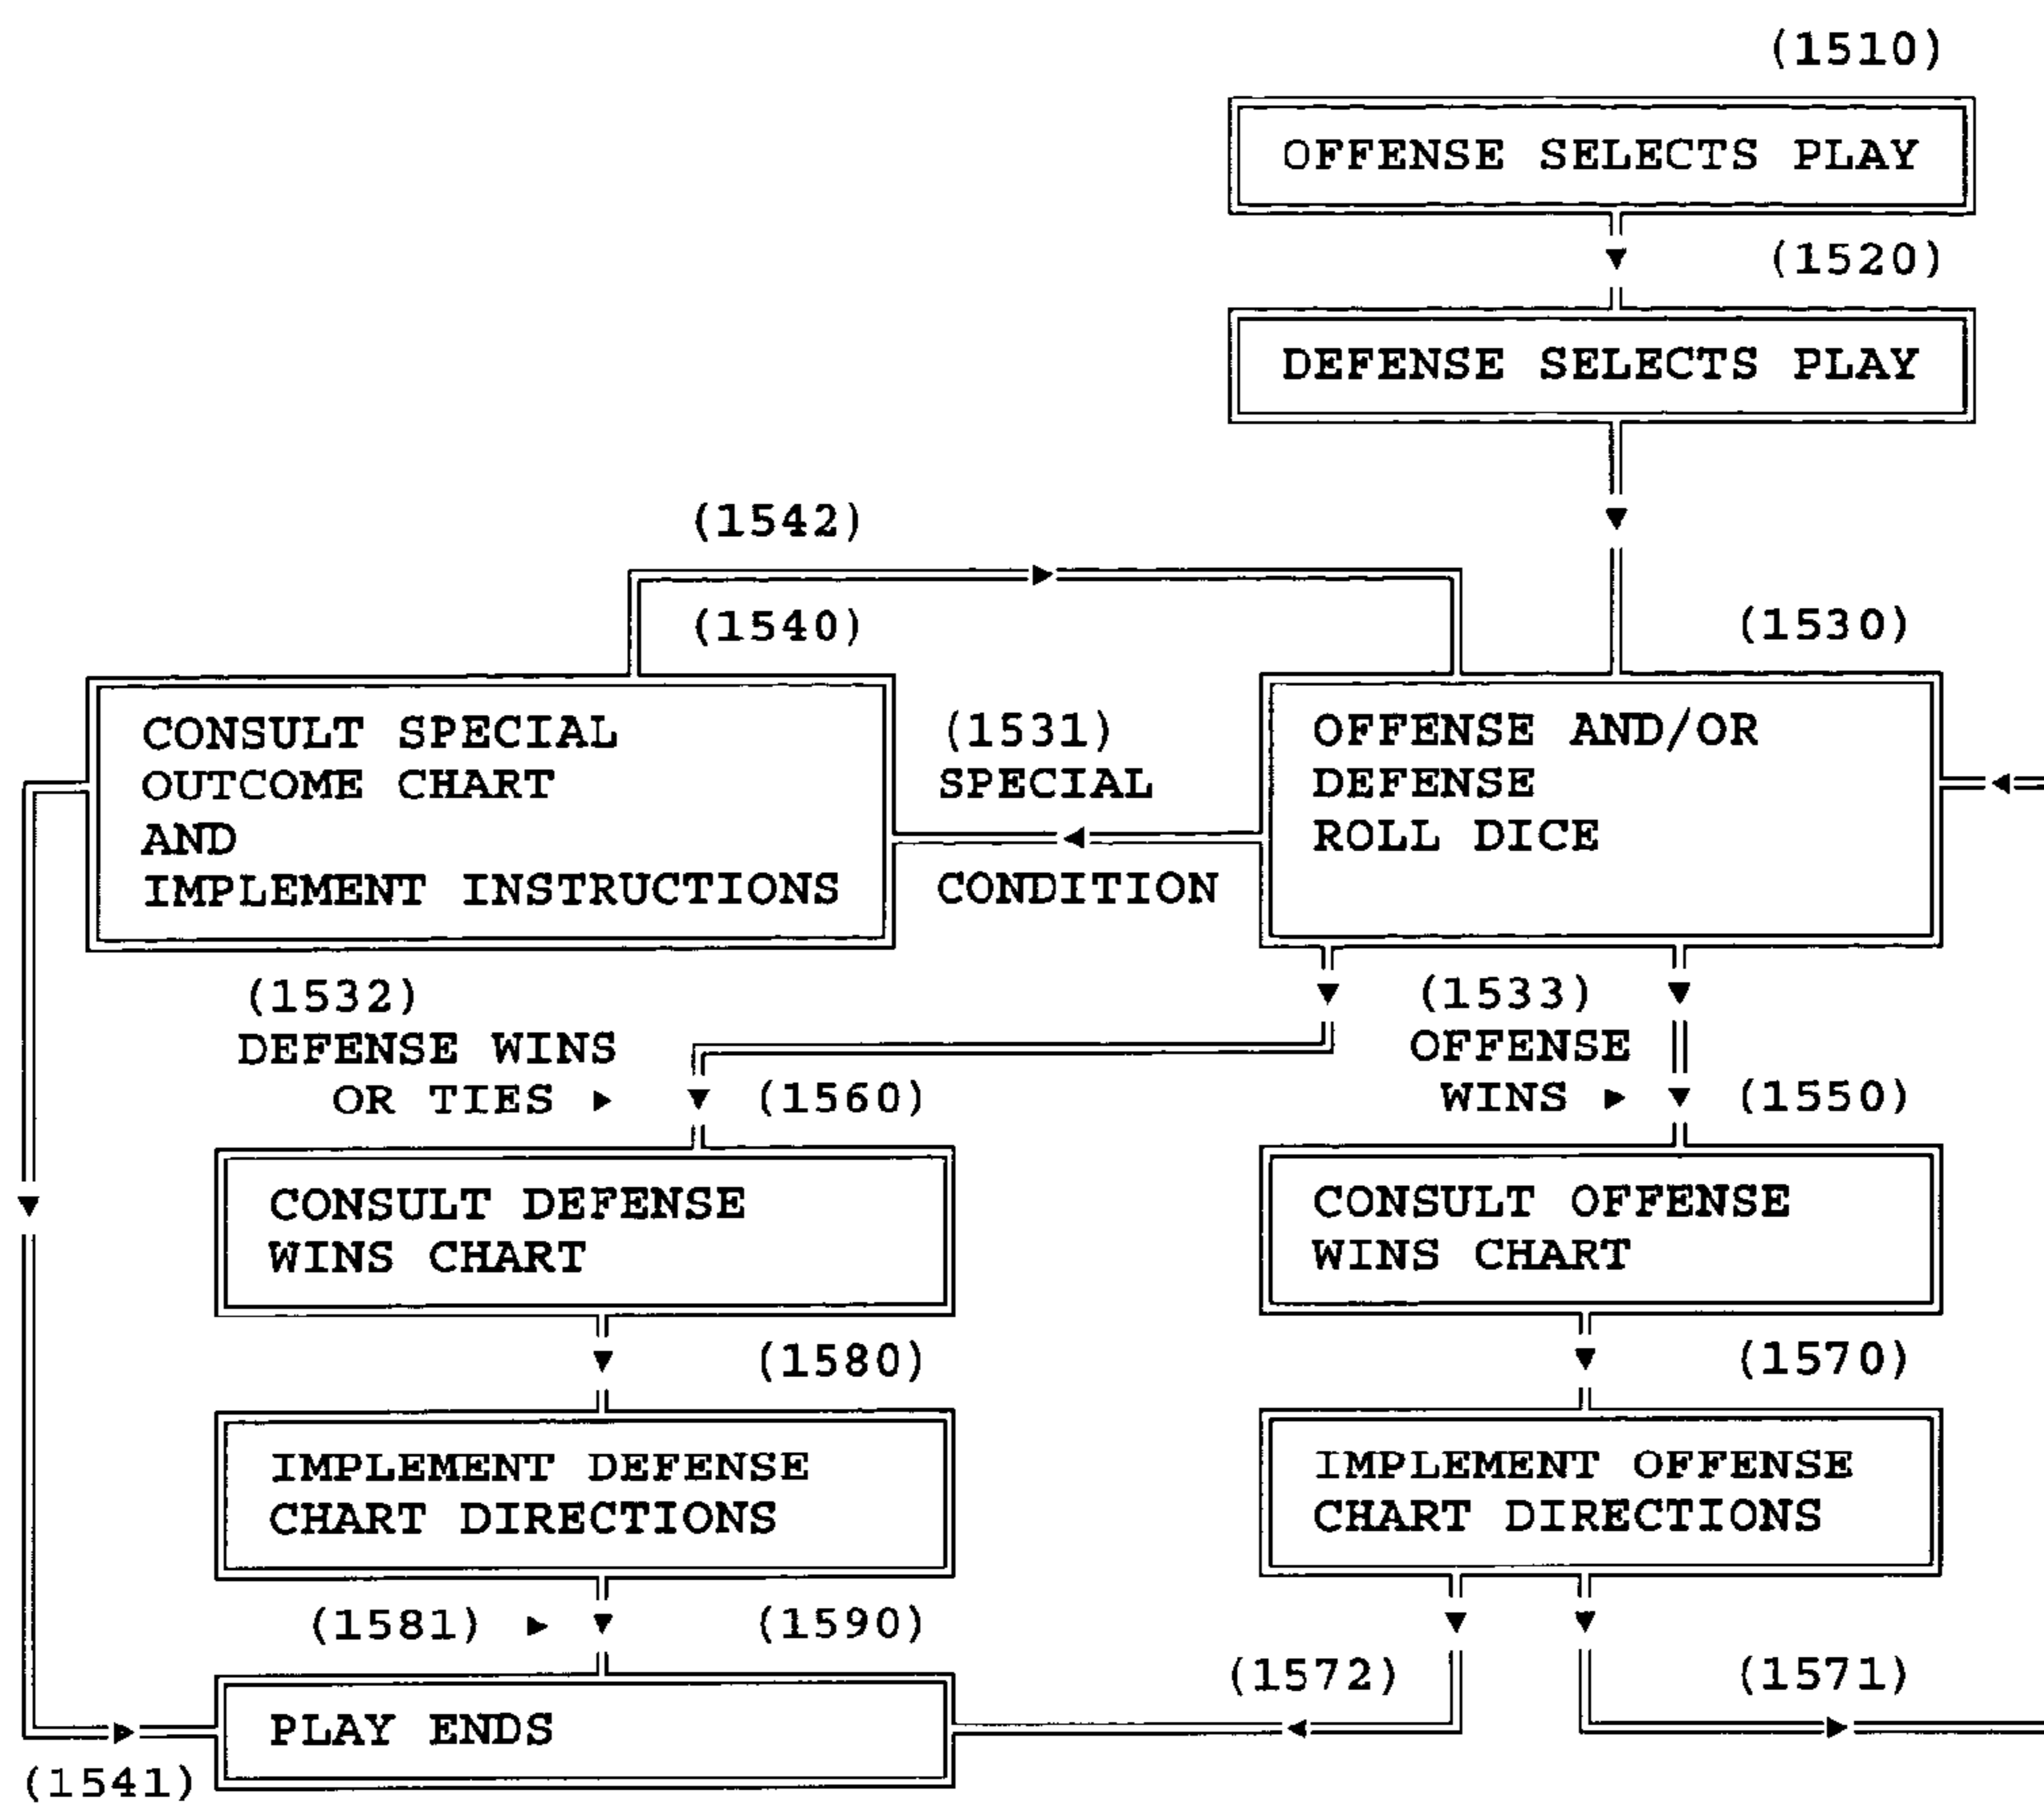 (1510)
OFFENSE SELECTS PLAY
(1520)
DEFENSE SELECTS PLAY
(1542)
(1540)
(1530)
CONSULT SPECIAL
OUTCOME CHART
AND
IMPLEMENT INSTRUCTIONS
(1531)
SPECIAL
CONDITION
OFFENSE AND/OR
DEFENSE
ROLL DICE
(1532)
DEFENSE WINS
OR TIES
(1560)
(1533)
OFFENSE
WINS
(1550)
CONSULT DEFENSE
WINS CHART
CONSULT OFFENSE
WINS CHART
(1580)
(1570)
IMPLEMENT DEFENSE
CHART DIRECTIONS
IMPLEMENT OFFENSE
CHART DIRECTIONS
(1581)
(1590)
(1572)
(1571)
PLAY ENDS
(1541)